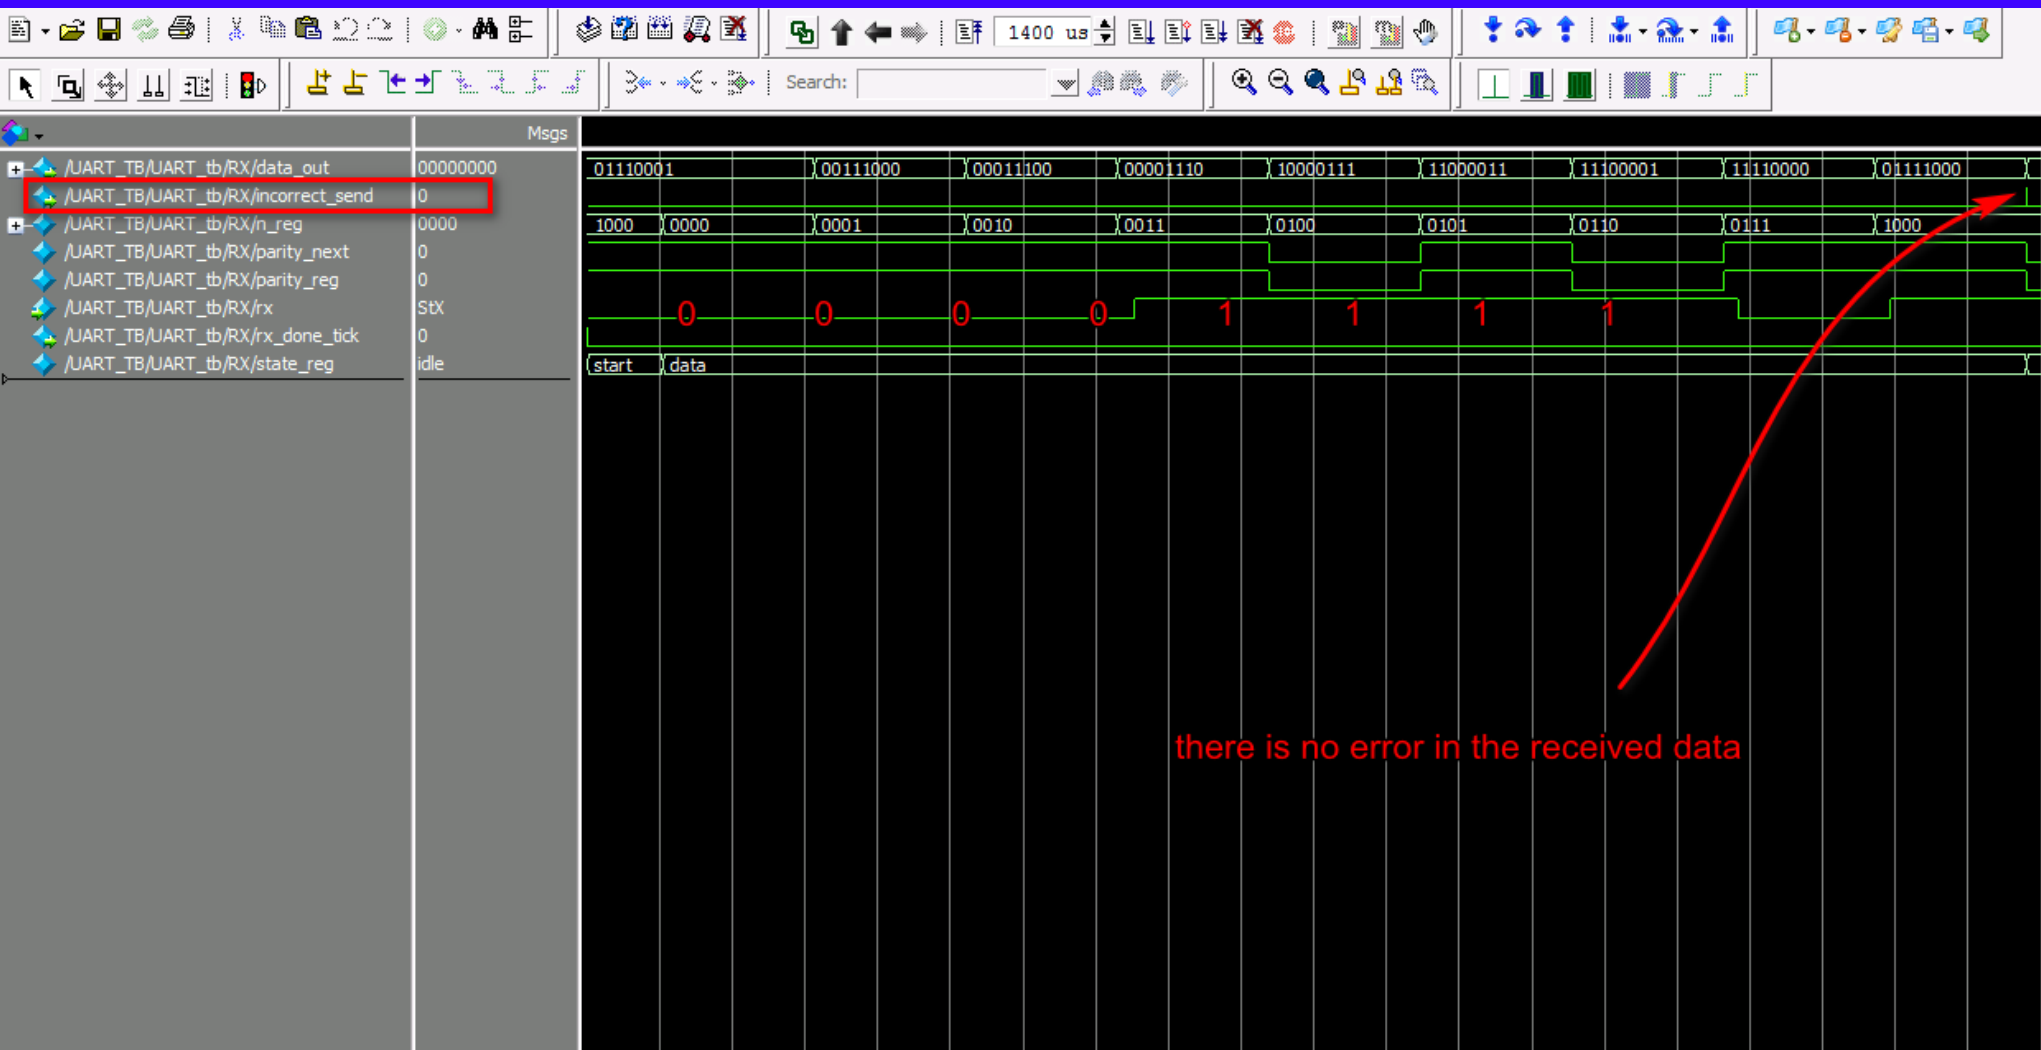 1400 us
Search:
Msgs
/UART_TB/UART_tb/RX/data_out 00000000 01110001 00111000 00011100 00001110 10000111 11000011 11100001 11110000 01111000
/UART_TB/UART_tb/RX/incorrect_send 0
/UART_TB/UART_tb/RX/n_reg 0000 1000 0000 0001 0010 0011 0100 0101 0110 0111 1000
/UART_TB/UART_tb/RX/parity_next 0
/UART_TB/UART_tb/RX/parity_reg 0
/UART_TB/UART_tb/RX/rx StX 0 0 0 0 1 1 1 1
/UART_TB/UART_tb/RX/rx_done_tick 0
/UART_TB/UART_tb/RX/state_reg idle start data
there is no error in the received data